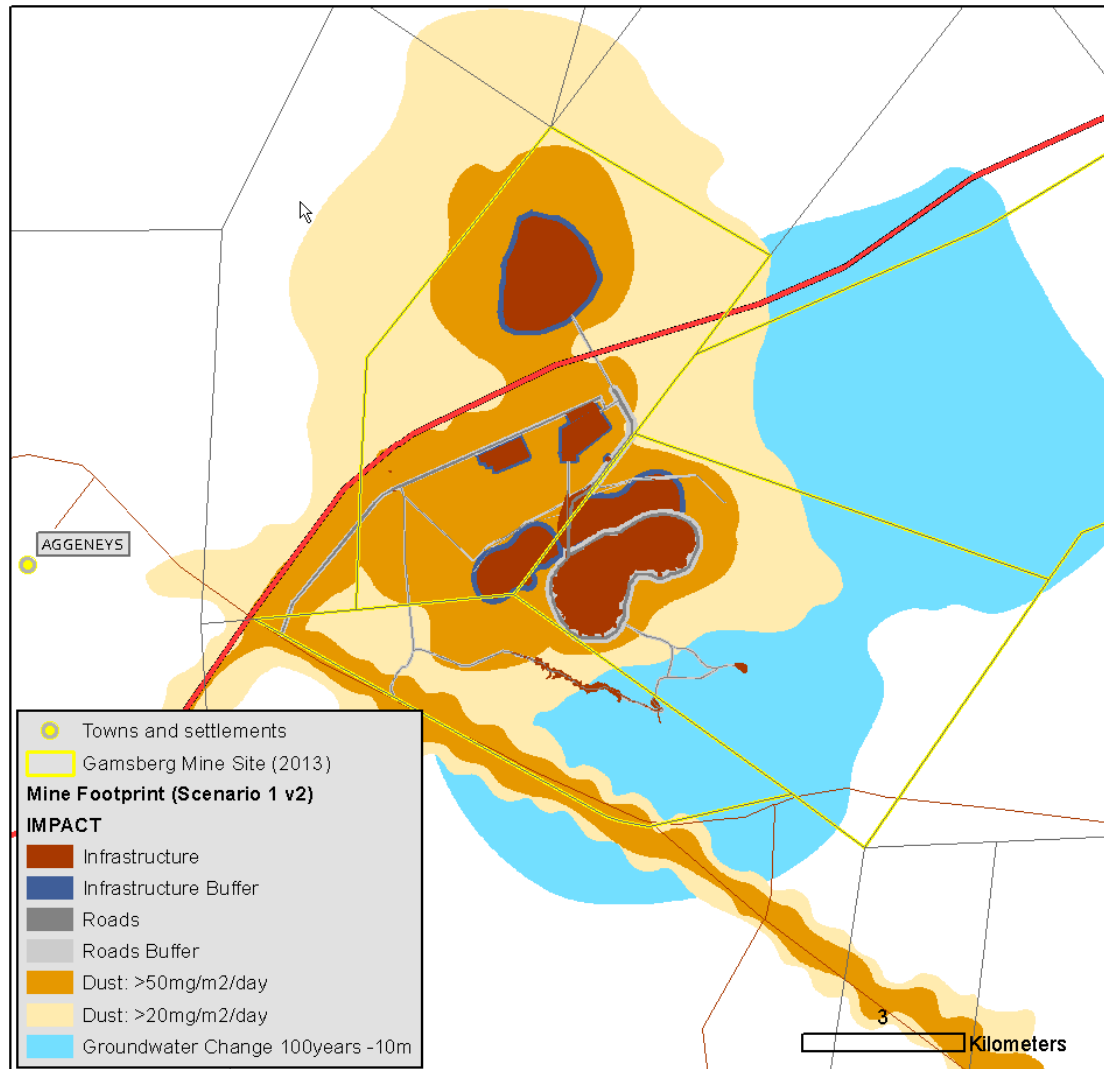 AGGENEYS
Towns and settlements
Gamsberg Mine Site (2013)
Mine Footprint (Scenario 1 v2)
IMPACT
Infrastructure
Infrastructure Buffer
Roads
Roads Buffer
Dust: >50mg/m2/day
Dust: >20mg/m2/day
Groundwater Change 100years -10m
3
Kilometers